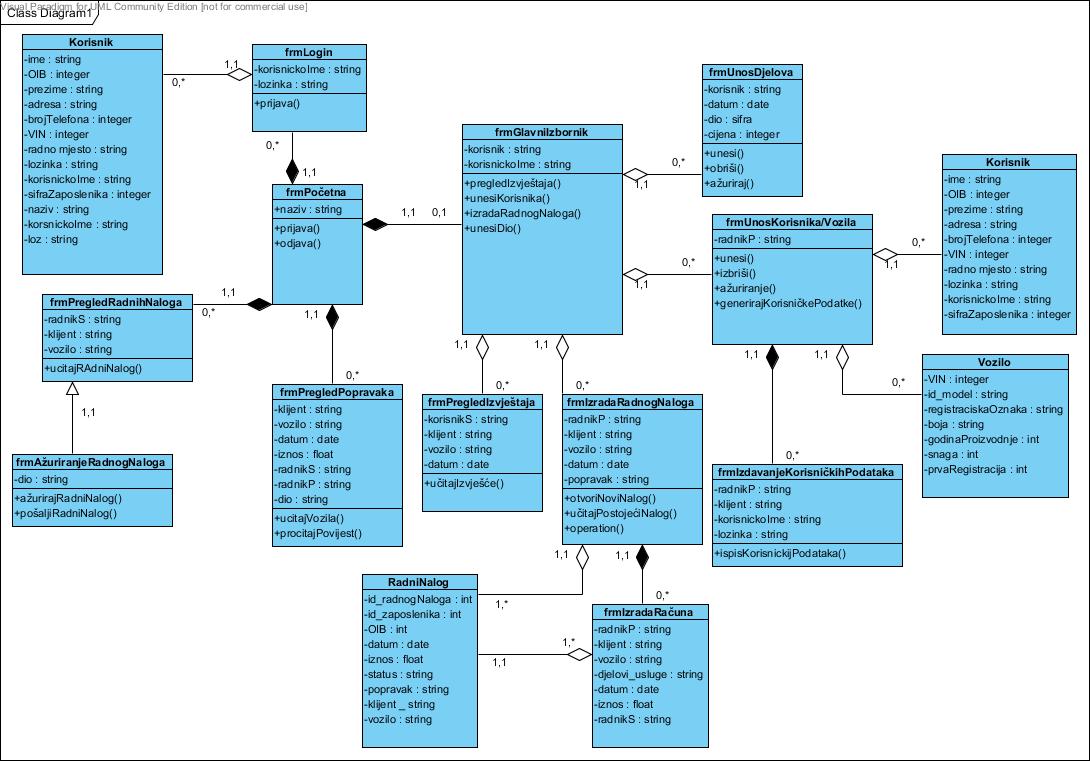 Visual Paradigm for UML Community Edition [not for commercial use]
Class Diagram1
Korisnik
-ime : string
-OIB : integer
-prezime : string
-adresa : string
-brojTelefona : integer
-VIN : integer
-radno mjesto : string
-lozinka : string
-korisnickoIme : string
-sifraZaposlenika : integer
-naziv : string
-korsnickoIme : string
-loz : string
1,1
0,*
frmLogin
-korisnickoIme : string
-lozinka : string
+prijava()
0,*
1,1
frmPočetna
+naziv : string
+prijava()
+odjava()
1,1
0,1
frmGlavniIzbornik
-korisnik : string
-korisnickoIme : string
+pregledIzvještaja()
+unesiKorisnika()
+izradaRadnogNaloga()
+unesiDio()
0,*
1,1
frmUnosDjelova
-korisnik : string
-datum : date
-dio : sifra
-cijena : integer
+unesi()
+obriši()
+ažuriraj()
0,*
1,1
frmUnosKorisnika/Vozila
-radnikP : string
+unesi()
+izbriši()
+ažuriranje()
+generirajKorisničkePodatke()
0,*
1,1
Korisnik
-ime : string
-OIB : integer
-prezime : string
-adresa : string
-brojTelefona : integer
-VIN : integer
-radno mjesto : string
-lozinka : string
-korisnickoIme : string
-sifraZaposlenika : integer
1,1
0,*
frmPregledRadnihNaloga
-radnikS : string
-klijent : string
-vozilo : string
+ucitajRAdniNalog()
1,1
frmAžuriranjeRadnogNaloga
-dio : string
+ažurirajRadniNalog()
+pošaljiRadniNalog()
1,1
0,*
frmPregledPopravaka
-klijent : string
-vozilo : string
-datum : date
-iznos : float
-radnikS : string
-radnikP : string
-dio : string
+ucitajVozila()
+procitajPovijest()
1,1
0,*
frmPregledIzvještaja
-korisnikS : string
-klijent : string
-vozilo : string
-datum : date
+učitajIzvješće()
1,1
0,*
frmIzradaRadnogNaloga
-radnikP : string
-klijent : string
-vozilo : string
-datum : date
-popravak : string
+otvoriNoviNalog()
+učitajPostojećiNalog()
+operation()
1,1
0,*
frmIzdavanjeKorisničkihPodataka
-radnikP : string
-klijent : string
-korisnickoIme : string
-lozinka : string
+ispisKorisnickijPodataka()
1,1
0,*
Vozilo
-VIN : integer
-id_model : string
-registraciskaOznaka : string
-boja : string
-godinaProizvodnje : int
-snaga : int
-prvaRegistracija : int
1,1
1,*
RadniNalog
-id_radnogNaloga : int
-id_zaposlenika : int
-OIB : int
-datum : date
-iznos : float
-status : string
-popravak : string
-klijent _ string
-vozilo : string
1,1
0,*
1,*
1,1
frmIzradaRačuna
-radnikP : string
-klijent : string
-vozilo : string
-djelovi_usluge : string
-datum : date
-iznos : float
-radnikS : string